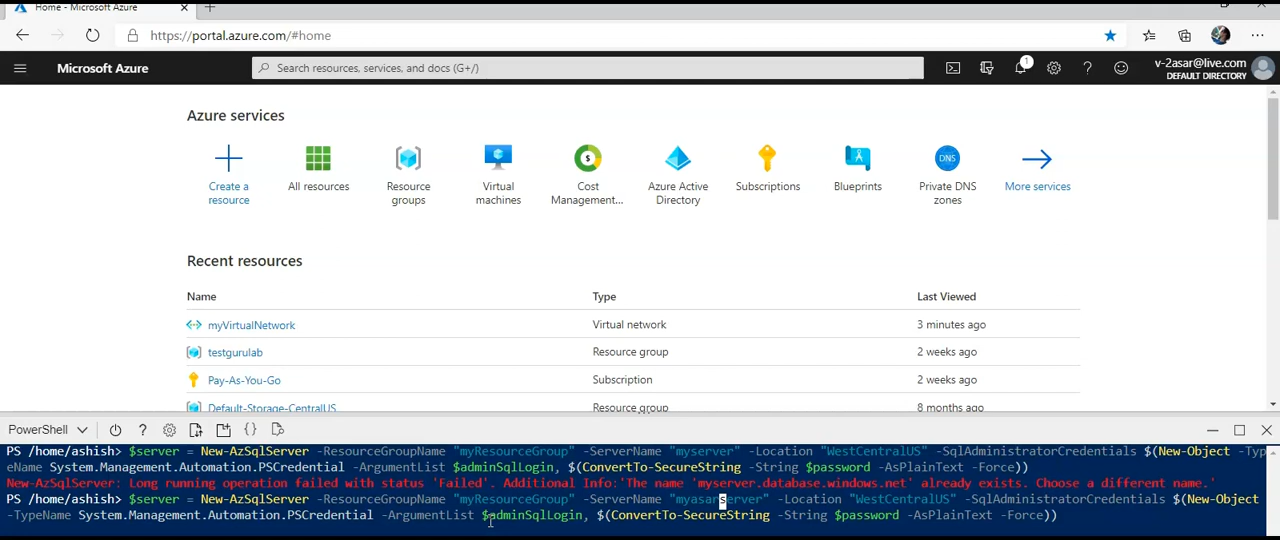 Home - Microsoft Azure
https://portal.azure.com/#home
Microsoft Azure
Search resources, services, and docs (G+/)
1
v-2asar@live.com
DEFAULT DIRECTORY
Azure services
Create a resource
All resources
Resource groups
Virtual machines
Cost Management...
Azure Active Directory
Subscriptions
Blueprints
DNS
Private DNS zones
More services
Recent resources
Name Type Last Viewed
myVirtualNetwork Virtual network 3 minutes ago
testgurulab Resource group 2 weeks ago
Pay-As-You-Go Subscription 2 weeks ago
Default-Storage-CentralUS Resource group 8 months ago
PowerShell
PS /home/ashish> $server = New-AzSqlServer -ResourceGroupName "myResourceGroup" -ServerName "myserver" -Location "WestCentralUS" -SqlAdministratorCredentials $(New-Object -Typ
eName System.Management.Automation.PSCredential -ArgumentList $adminSqlLogin, $(ConvertTo-SecureString -String $password -AsPlainText -Force))
New-AzSqlServer: Long running operation failed with status 'Failed'. Additional Info:'The name 'myserver.database.windows.net' already exists. Choose a different name.'
PS /home/ashish> $server = New-AzSqlServer -ResourceGroupName "myResourceGroup" -ServerName "myasarserver" -Location "WestCentralUS" -SqlAdministratorCredentials $(New-Object
-TypeName System.Management.Automation.PSCredential -ArgumentList $adminSqlLogin, $(ConvertTo-SecureString -String $password -AsPlainText -Force))